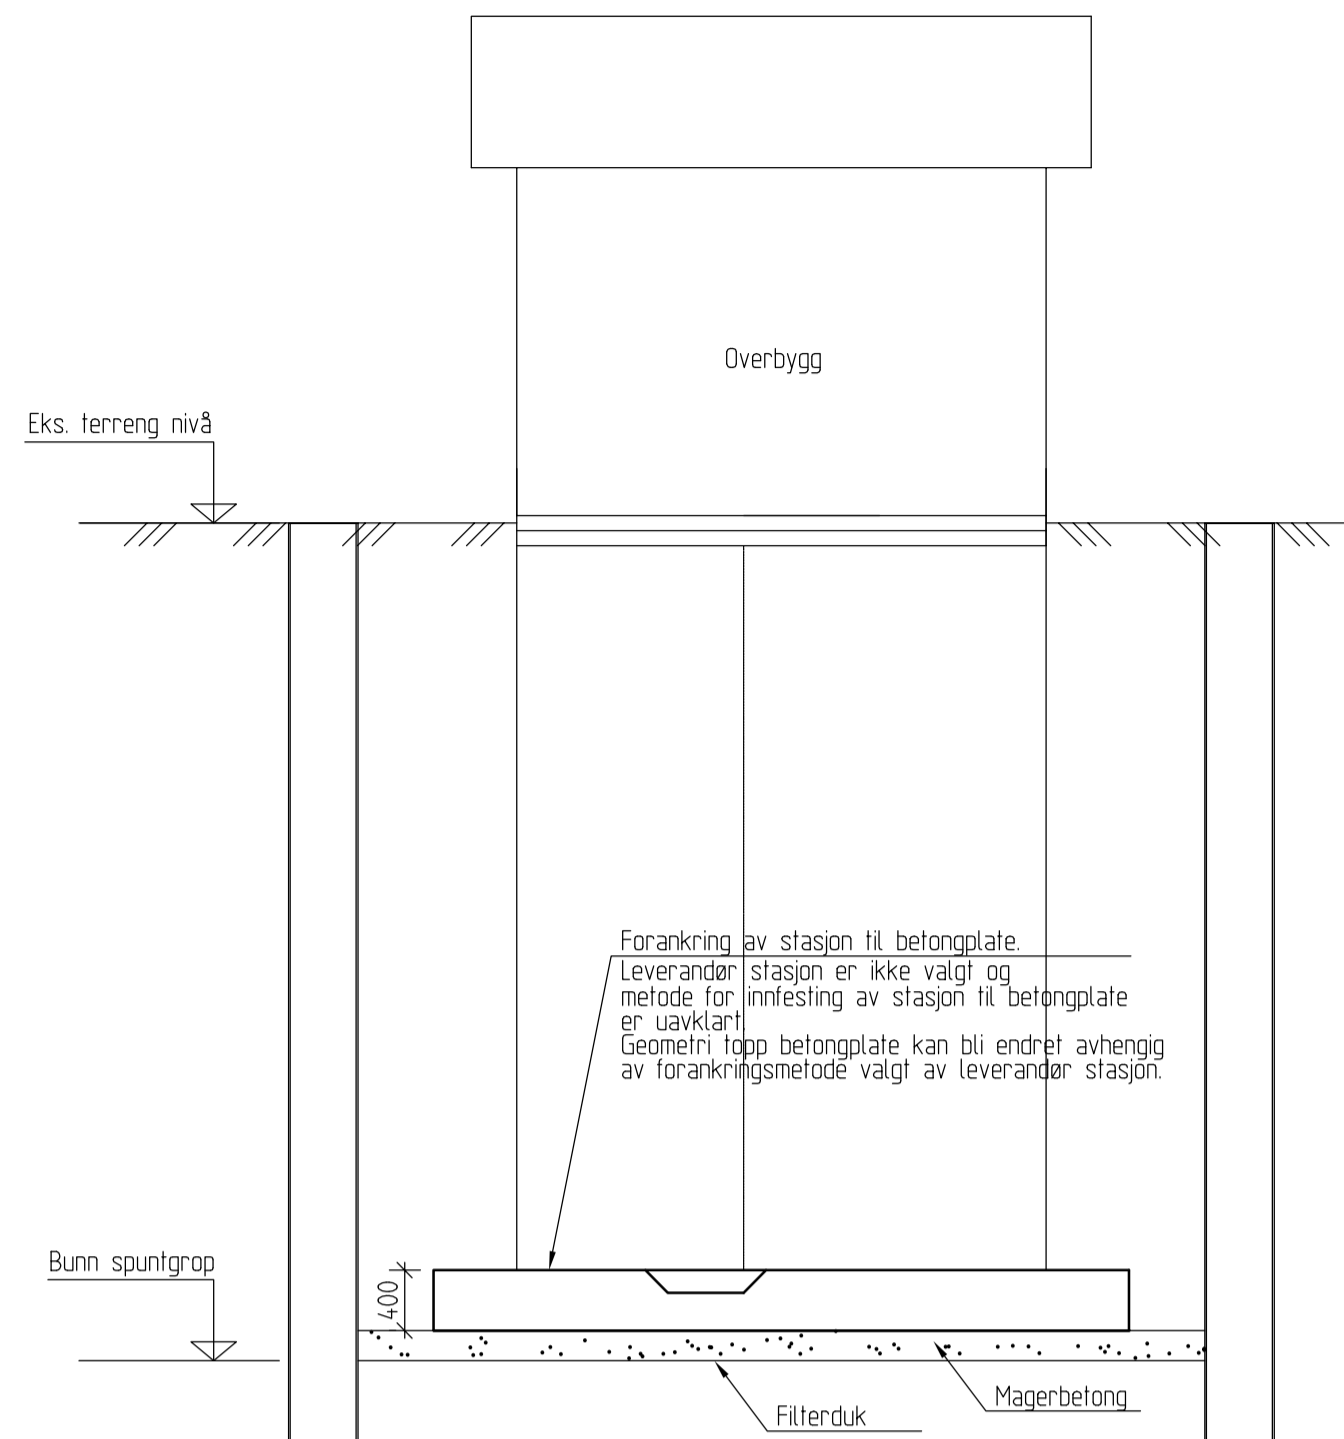 Overbygg
Eks. terreng nivå
Forankring av stasjon til betongplate.
Leverandør stasjon er ikke valgt og
metode for innfesting av stasjon til betongplate
er uavklart.
Geometri topp betongplate kan bli endret avhengig
av forankringsmetode valgt av leverandør stasjon.
Bunn spuntgrop
400
Magerbetong
Filterduk